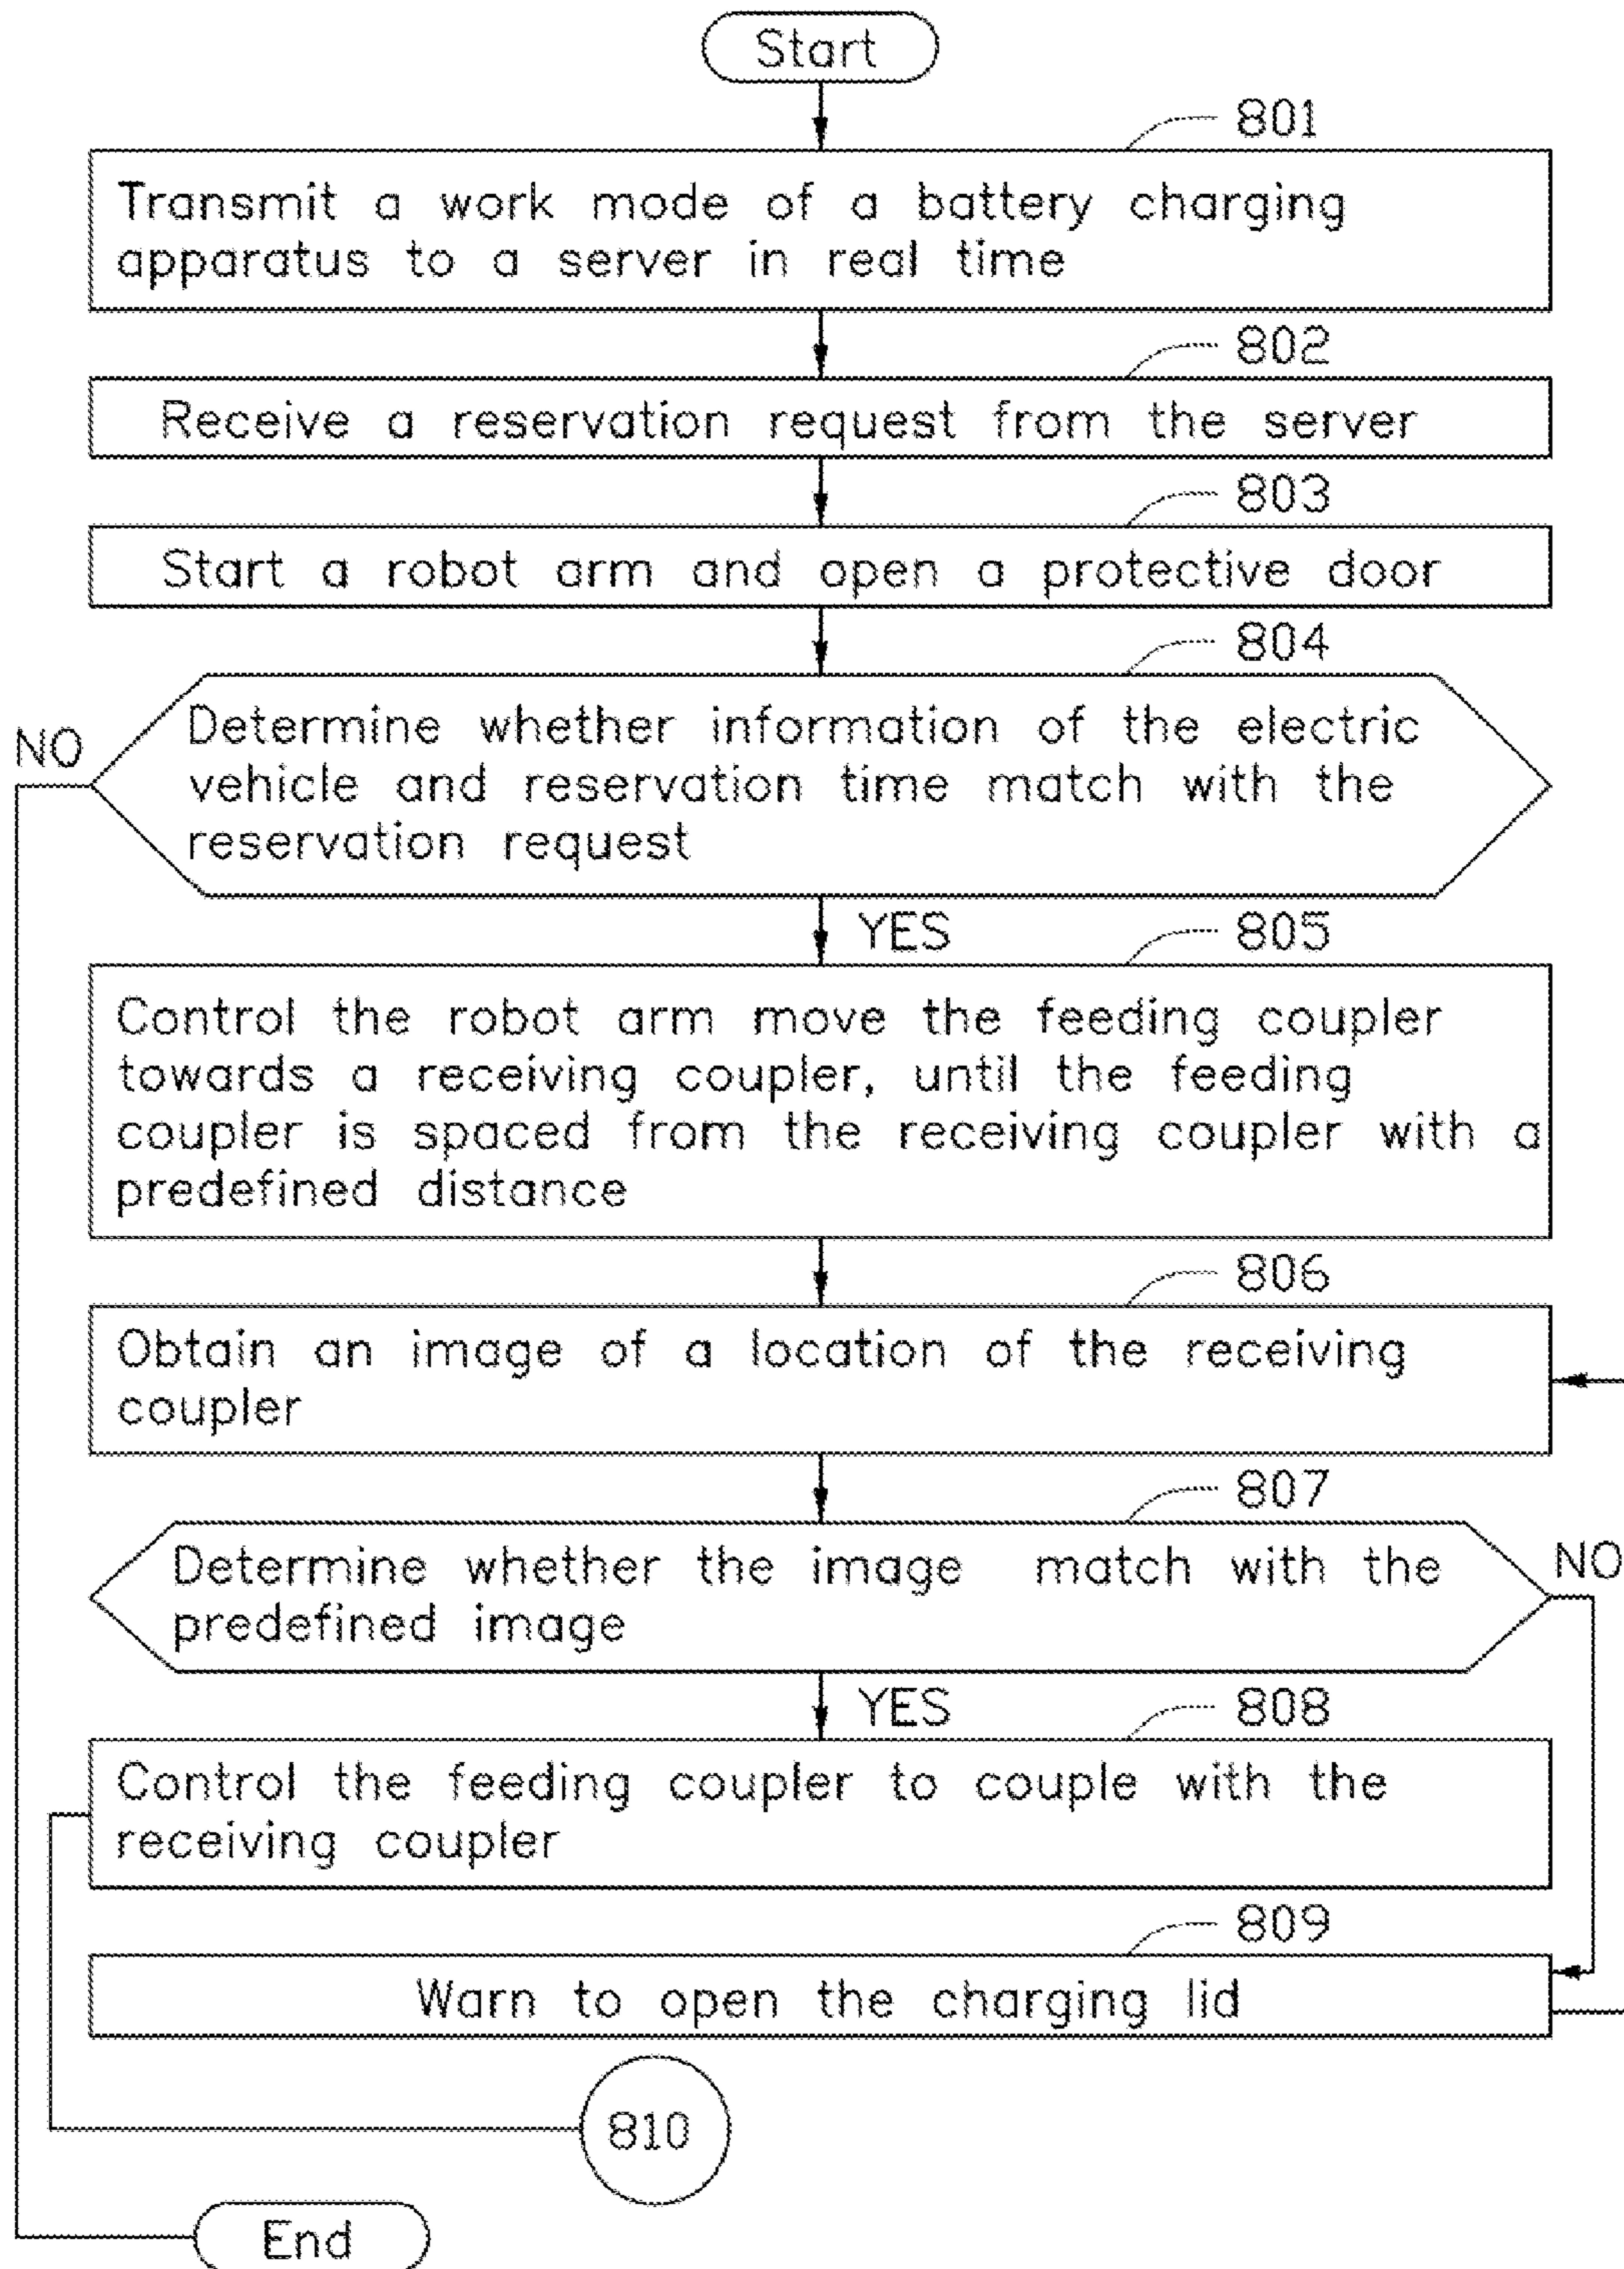 Start
801
Transmit a work mode of a battery charging
apparatus to a server in real time
802
Receive a reservation request from the server
803
Start a robot arm and open a protective door
804
NO
Determine whether information of the electric
vehicle and reservation time match with the
reservation request
YES
805
Control the robot arm move the feeding coupler
towards a receiving coupler, until the feeding
coupler is spaced from the receiving coupler with a
predefined distance
806
Obtain an image of a location of the receiving
coupler
807
Determine whether the image match with the
predefined image
NO
YES
808
Control the feeding coupler to couple with the
receiving coupler
809
Warn to open the charging lid
810
End